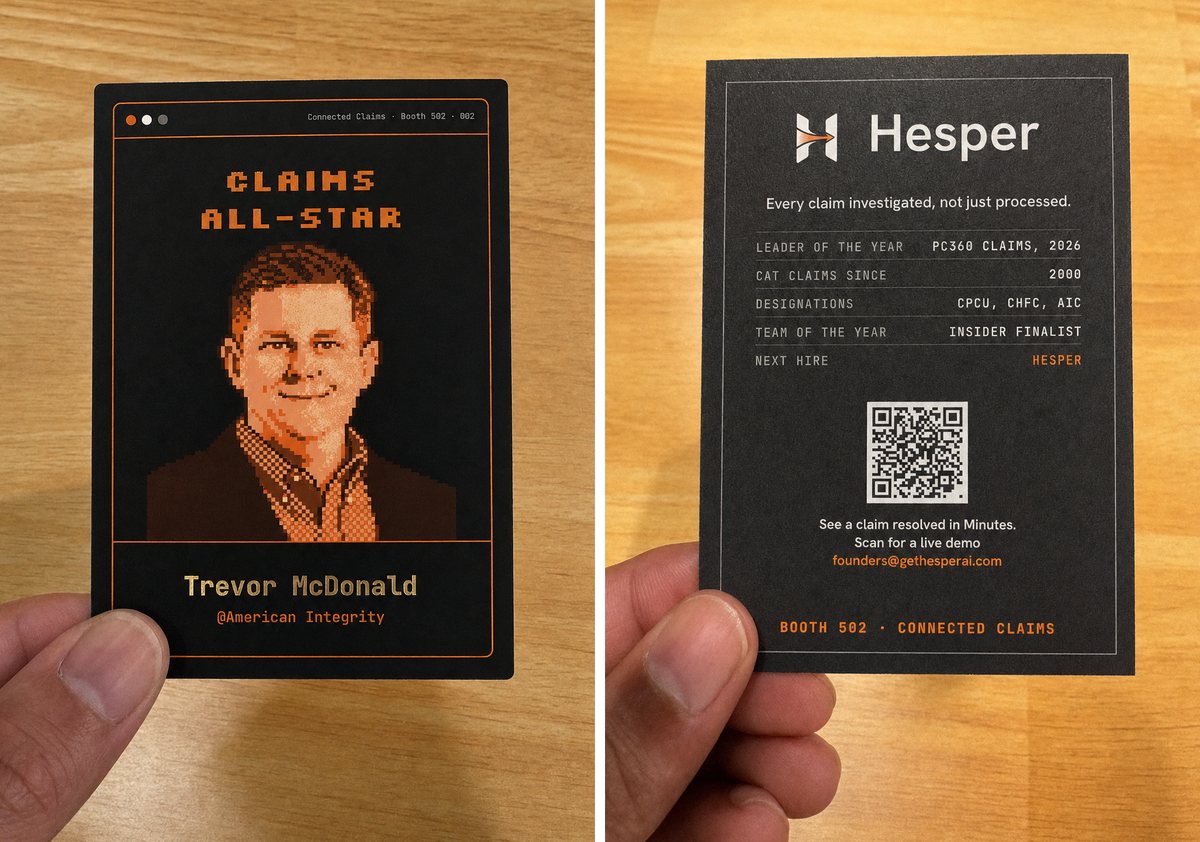 Connected Claims · Booth 502 · 002
CLAIMS
ALL-STAR
Trevor McDonald
@American Integrity
Hesper
Every claim investigated, not just processed.
LEADER OF THE YEAR PC360 CLAIMS, 2026
CAT CLAIMS SINCE 2000
DESIGNATIONS CPCU, CHFC, AIC
TEAM OF THE YEAR INSIDER FINALIST
NEXT HIRE HESPER
See a claim resolved in Minutes.
Scan for a live demo
founders@gethesperai.com
BOOTH 502 · CONNECTED CLAIMS